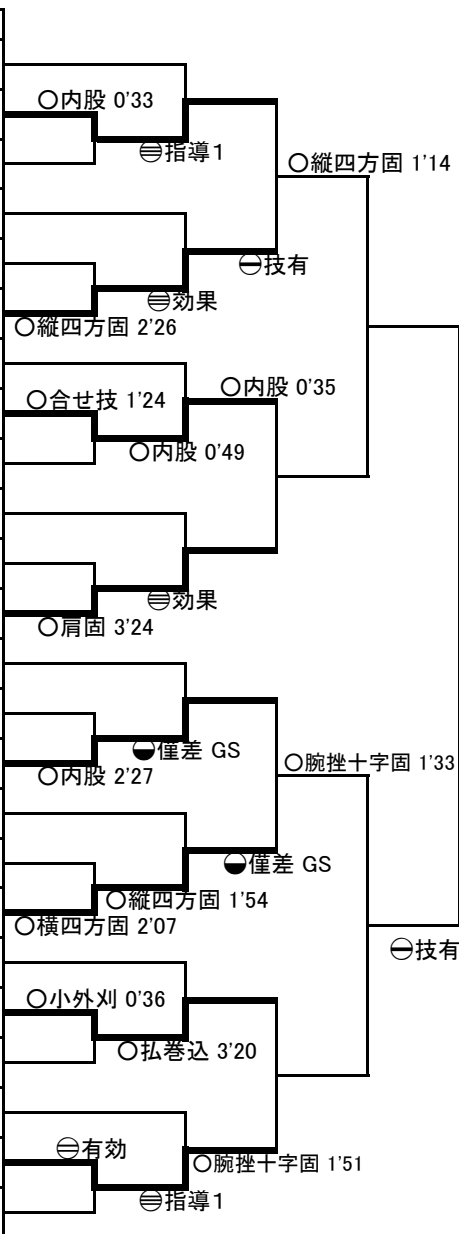 ○内股 0'33
指導1
○縦四方固 1'14
技有
効果
○縦四方固 2'26
○内股 0'35
○合せ技 1'24
○内股 0'49
効果
○肩固 3'24
僅差 GS
○腕挫十字固 1'33
○内股 2'27
僅差 GS
○縦四方固 1'54
○横四方固 2'07
技有
○小外刈 0'36
○払巻込 3'20
有効
○腕挫十字固 1'51
指導1